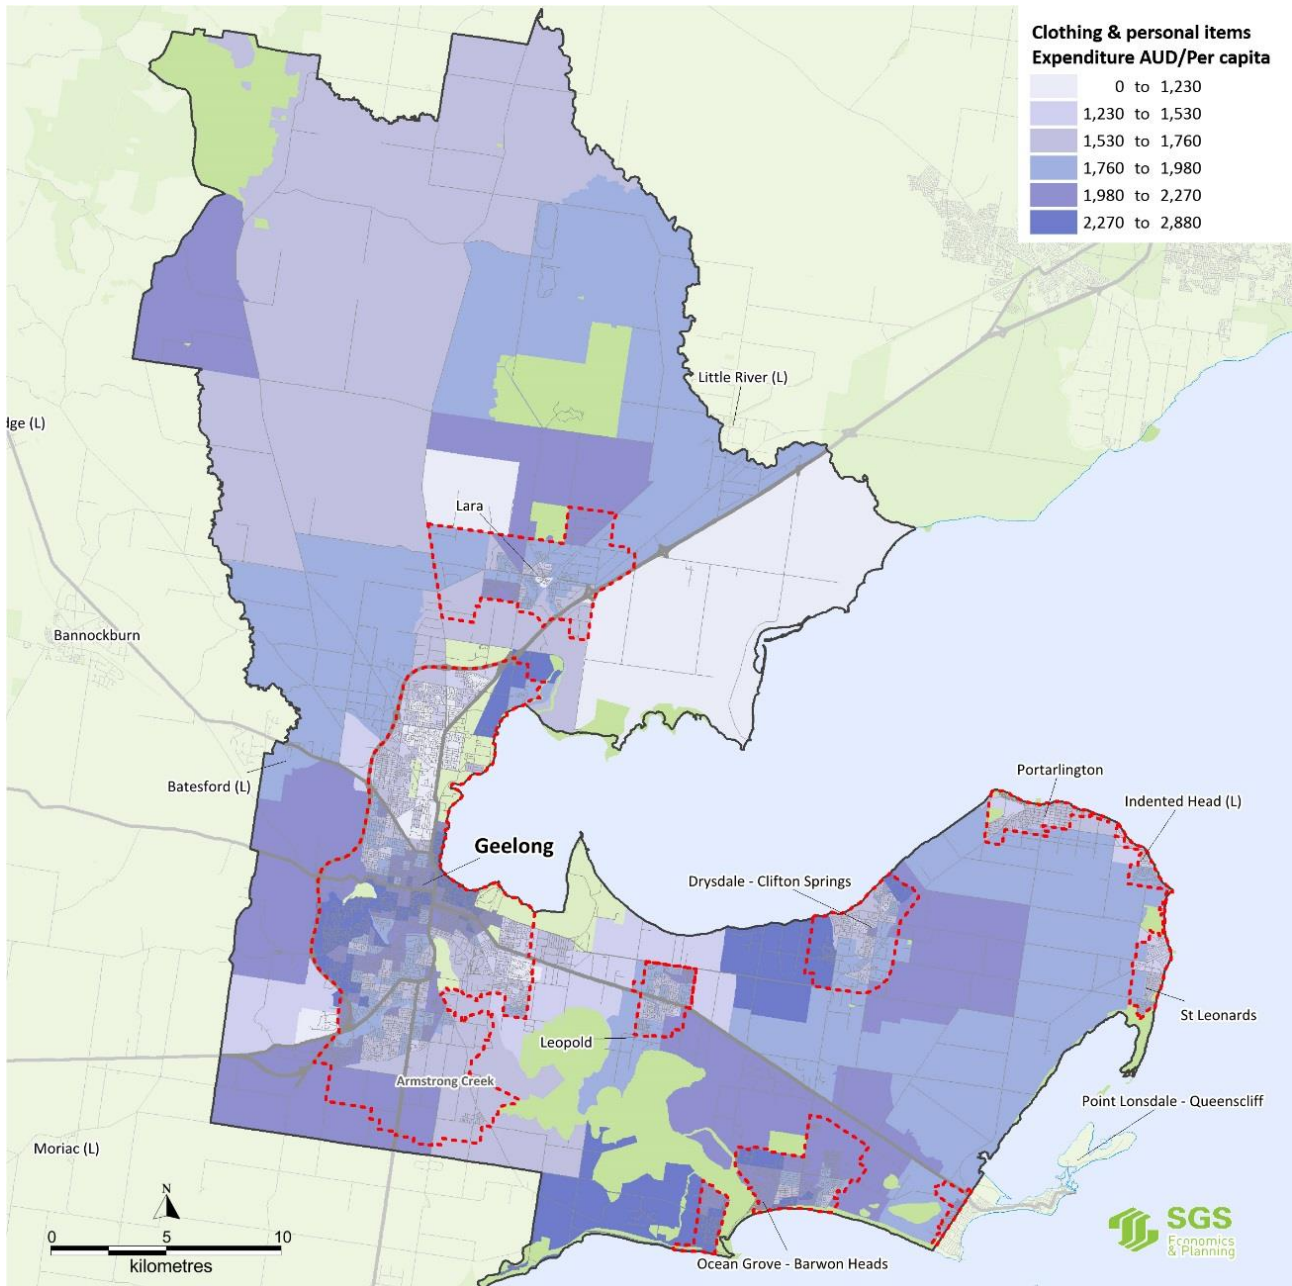 Clothing & personal items
Expenditure AUD/Per capita
0 to 1,230
1,230 to 1,530
1,530 to 1,760
1,760 to 1,980
1,980 to 2,270
2,270 to 2,880
Little River (L)
dge (L)
Lara
Bannockburn
Batesford (L)
Portarlington
Indented Head (L)
Geelong
Drysdale - Clifton Springs
St Leonards
Leopold
Armstrong Creek
Point Lonsdale - Queenscliff
Moriac (L)
Ocean Grove - Barwon Heads
N
0 5 10
kilometres
SGS
Economics
& Planning